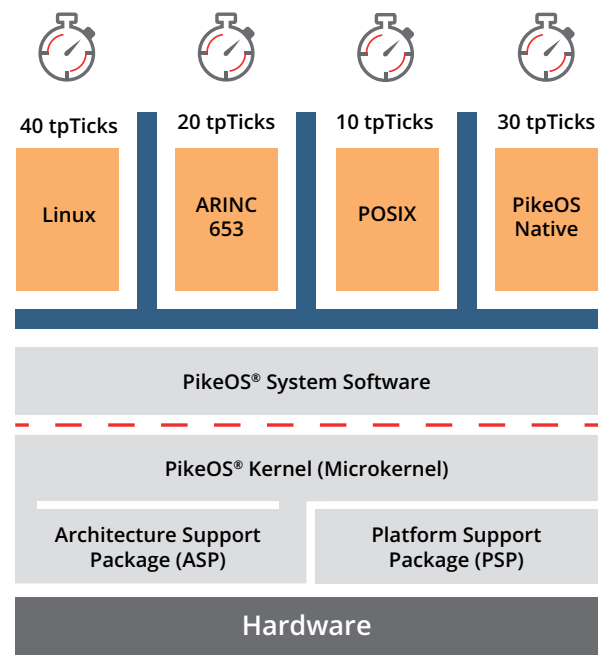 40 tpTicks
20 tpTicks
10 tpTicks
30 tpTicks
Linux
ARINC
653
POSIX
PikeOS
Native
PikeOS® System Software
PikeOS® Kernel (Microkernel)
Architecture Support
Package (ASP)
Platform Support
Package (PSP)
Hardware